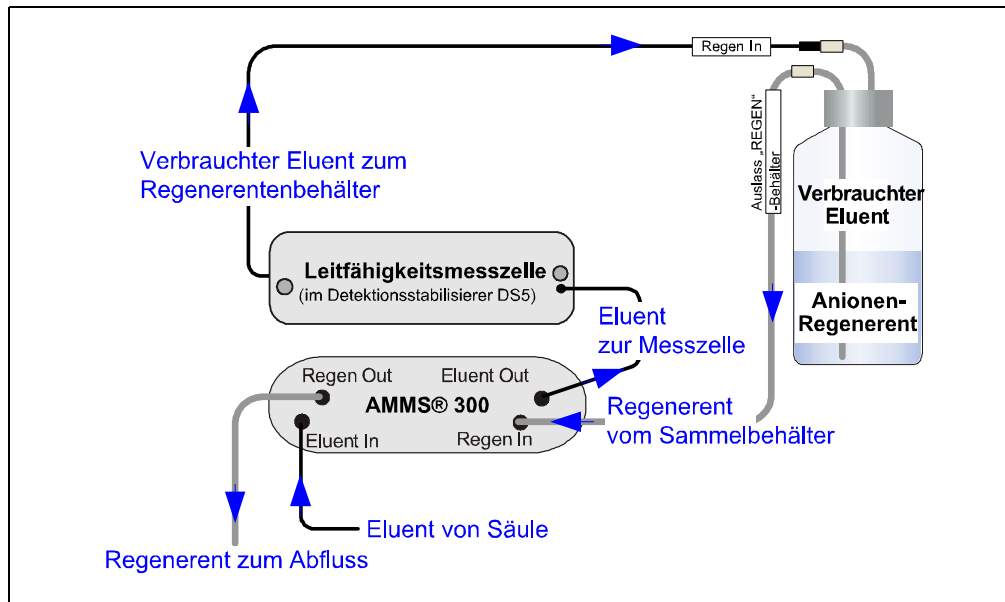 Regen In
Auslass „REGEN“
-Behälter
Verbrauchter Eluent zum
Regenerentenbehälter
Verbrauchter
Eluent
Leitfähigkeitsmesszelle
(im Detektionsstabilisierer DS5)
Anionen-
Regenerent
Eluent
zur Messzelle
Regen Out
Eluent Out
AMMS® 300
Eluent In
Regen In
Regenerent
vom Sammelbehälter
Eluent von Säule
Regenerent zum Abfluss